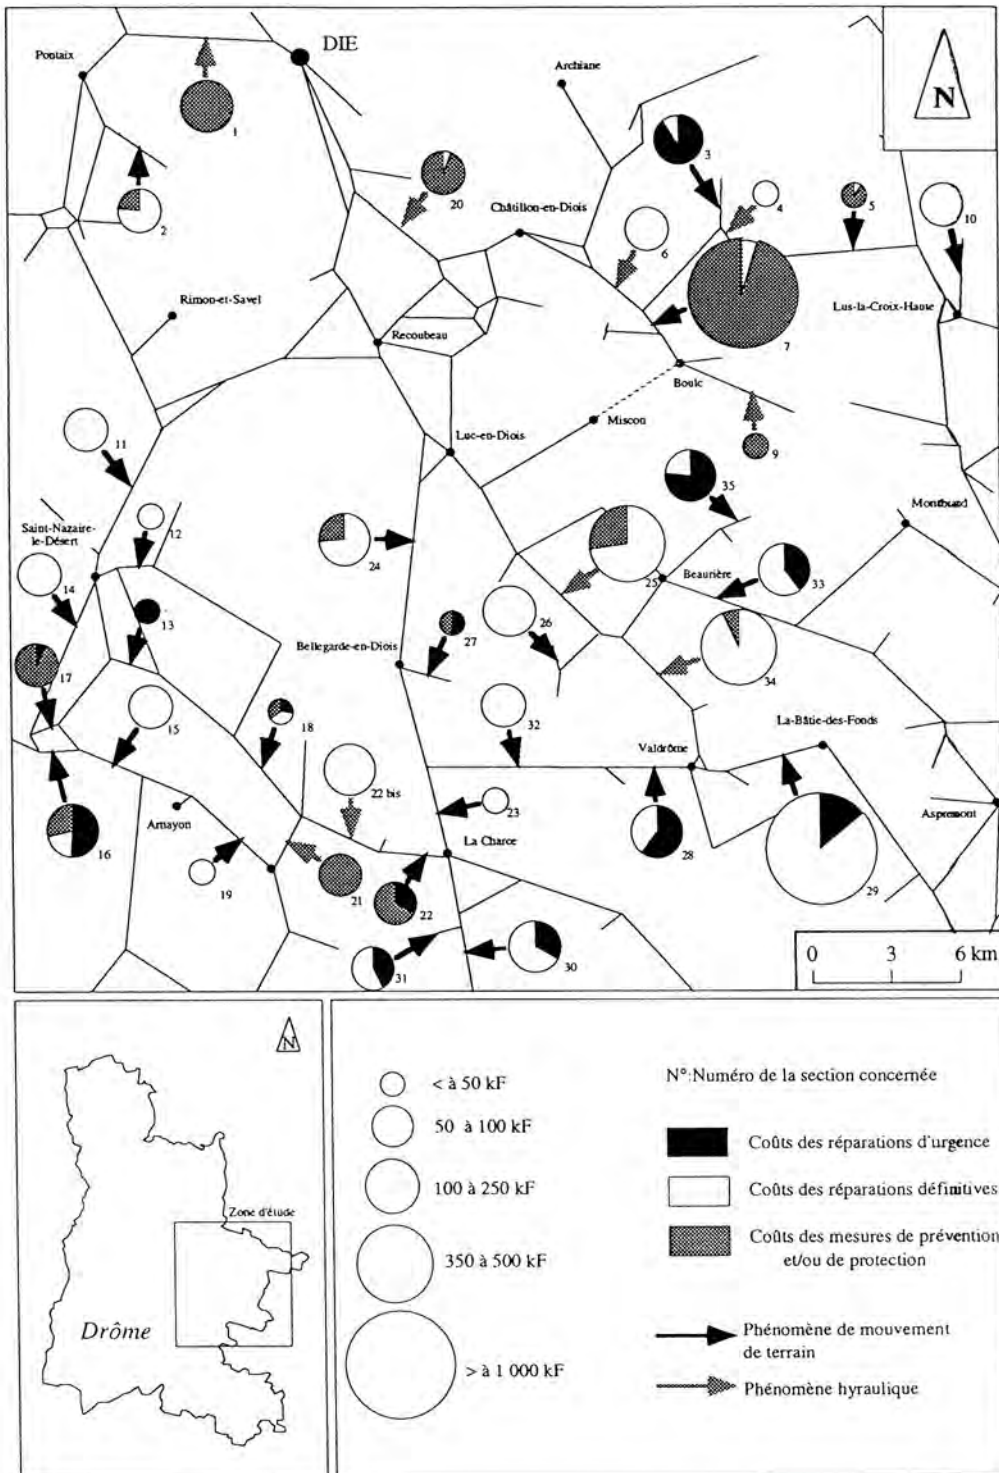 DIE
Pontaix
Archiane
N
1
3
20
4
5
10
2
Châtillon-en-Diois
6
Rimon-et-Savel
Lus-la-Croix-Haute
Recoubeau
7
Boulc
Miscon
11
Luc-en-Diois
9
35
Saint-Nazaire-
le-Désert
12
Montbrand
24
25
Beaurière
33
14
13
26
27
Bellegarde-en-Diois
17
34
15
18
32
La-Bâtie-des-Fonds
22 bis
Valdrôme
23
Arnayon
La Charce
Aspremont
16
28
19
21
29
22
31
30
0 3 6 km
N
Zone d'étude
Drôme
< à 50 kF
50 à 100 kF
100 à 250 kF
350 à 500 kF
> à 1 000 kF
N°:Numéro de la section concernée
Coûts des réparations d'urgence
Coûts des réparations définitives
Coûts des mesures de prévention
et/ou de protection
Phénomène de mouvement
de terrain
Phénomène hyraulique